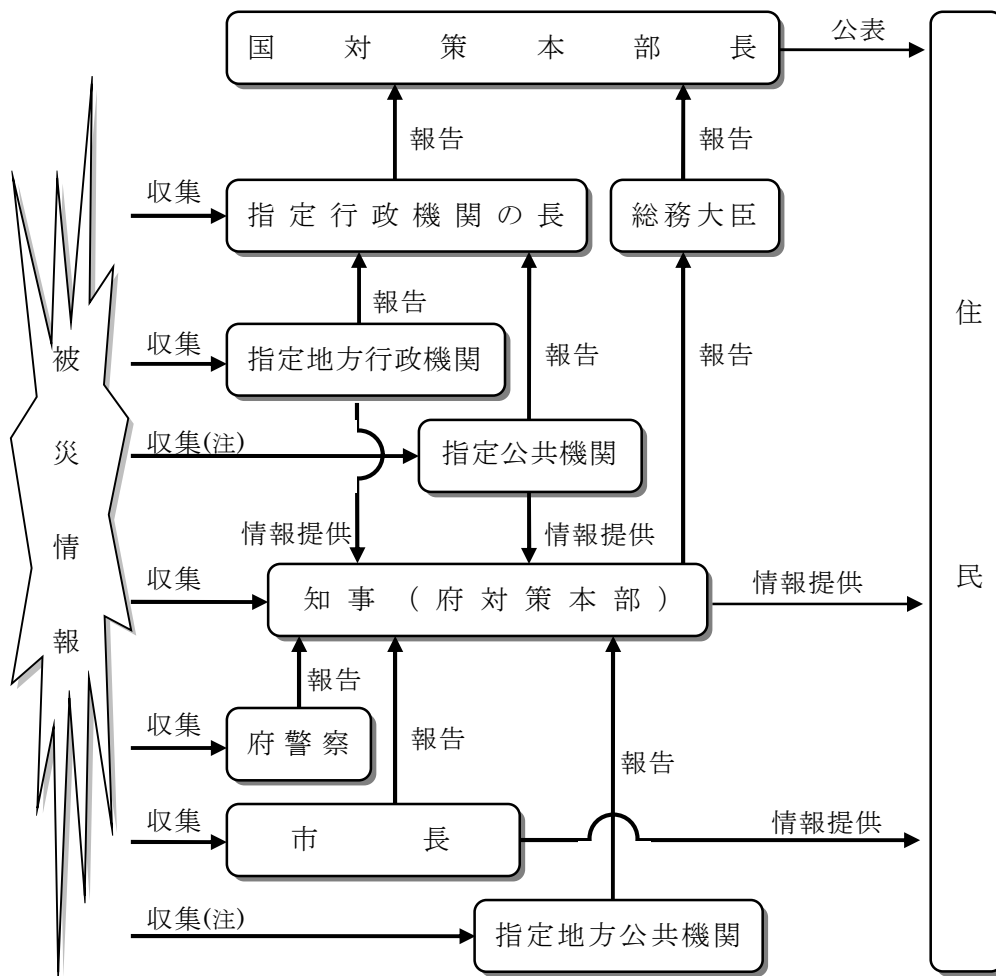 国対策本部長
公表
報告
報告
収集
指定行政機関の長
総務大臣
報告
住民
収集
指定地方行政機関
報告
報告
被災情報
収集(注)
指定公共機関
情報提供
情報提供
収集
知事(府対策本部)
情報提供
報告
収集
府警察
報告
報告
収集
市長
情報提供
収集(注)
指定地方公共機関